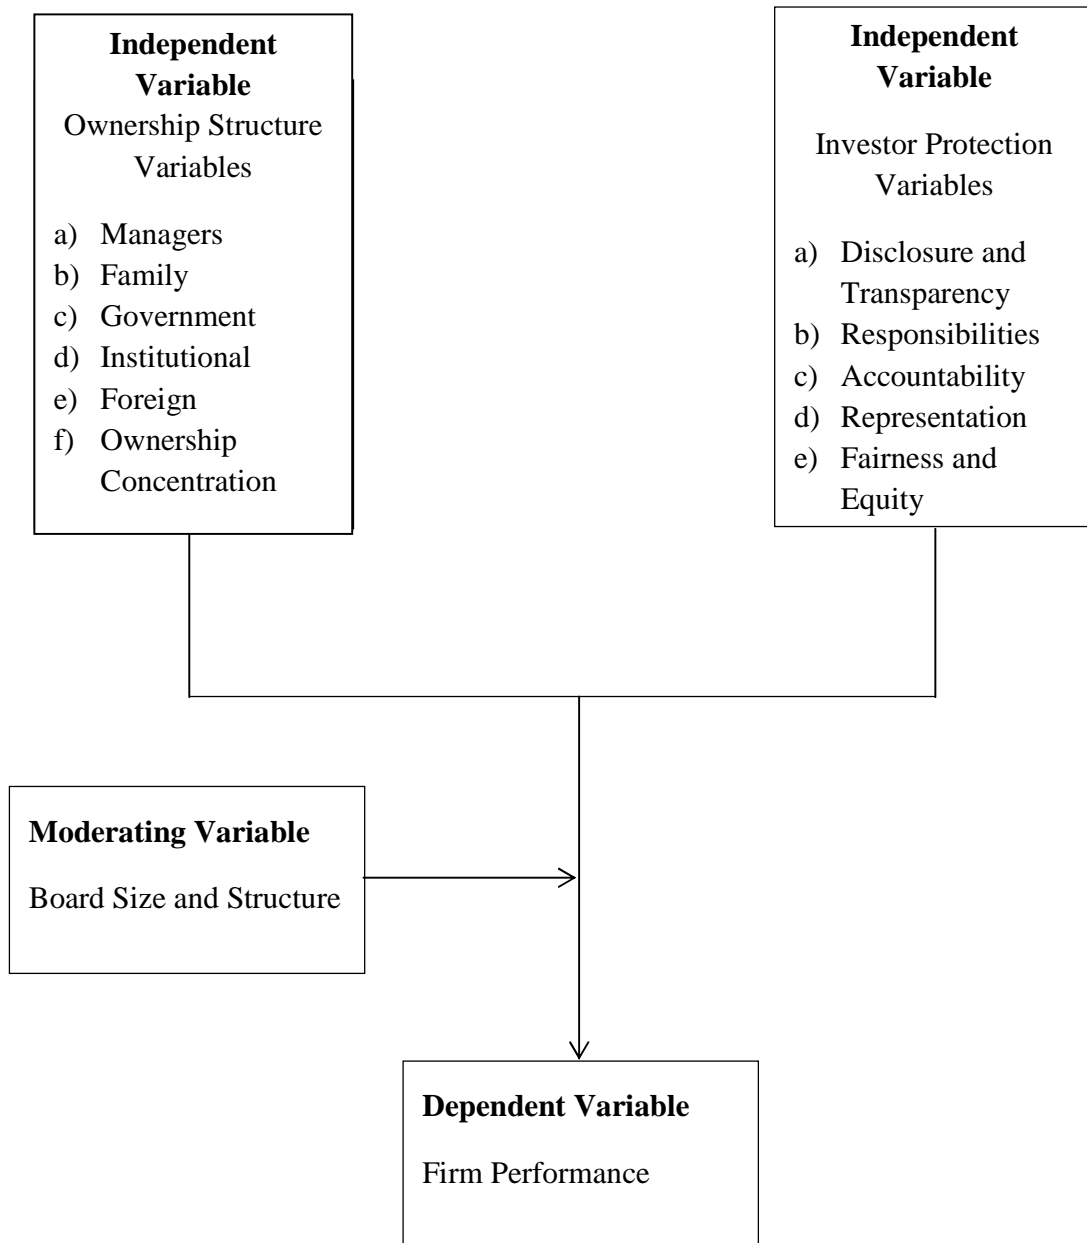 Independent
Variable
Ownership Structure
Variables
a) Managers
b) Family
c) Government
d) Institutional
e) Foreign
f) Ownership
Concentration
Independent
Variable
Investor Protection
Variables
a) Disclosure and
Transparency
b) Responsibilities
c) Accountability
d) Representation
e) Fairness and
Equity
Moderating Variable
Board Size and Structure
Dependent Variable
Firm Performance